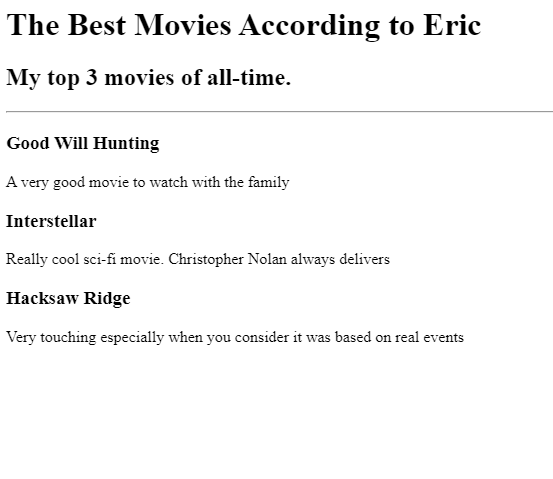 The Best Movies According to Eric
My top 3 movies of all-time.
Good Will Hunting
A very good movie to watch with the family
Interstellar
Really cool sci-fi movie. Christopher Nolan always delivers
Hacksaw Ridge
Very touching especially when you consider it was based on real events